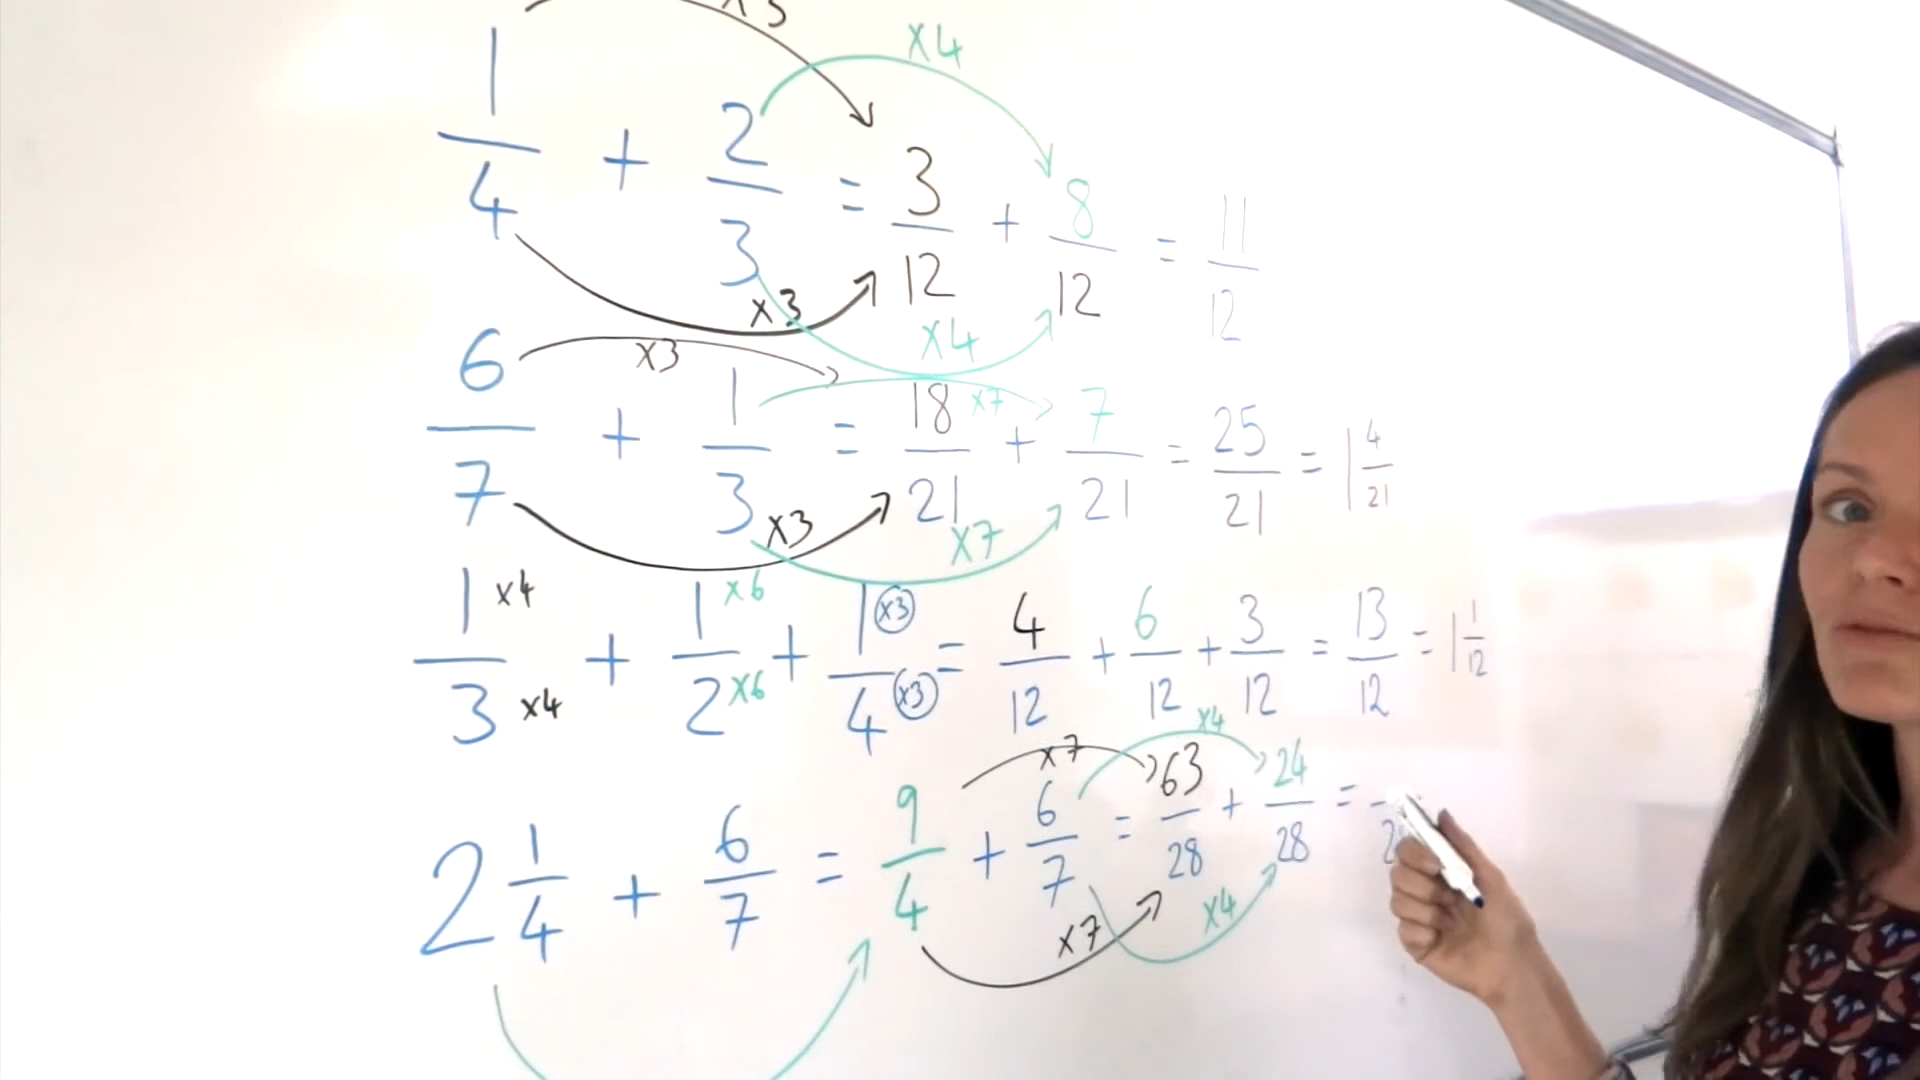 x3 x4
1/4 + 2/3 = 3/12 + 8/12 = 11/12
x3 x4
x3 x7
6/7 + 1/3 = 18/21 + 7/21 = 25/21 = 1 4/21
x3 x7
x4 x6 x3
1/3 + 1/2 + 1/4 = 4/12 + 6/12 + 3/12 = 13/12 = 1 1/12
x4 x6 x3
x7 x4
2 1/4 + 6/7 = 9/4 + 6/7 = 63/28 + 24/28 =
x7 x4